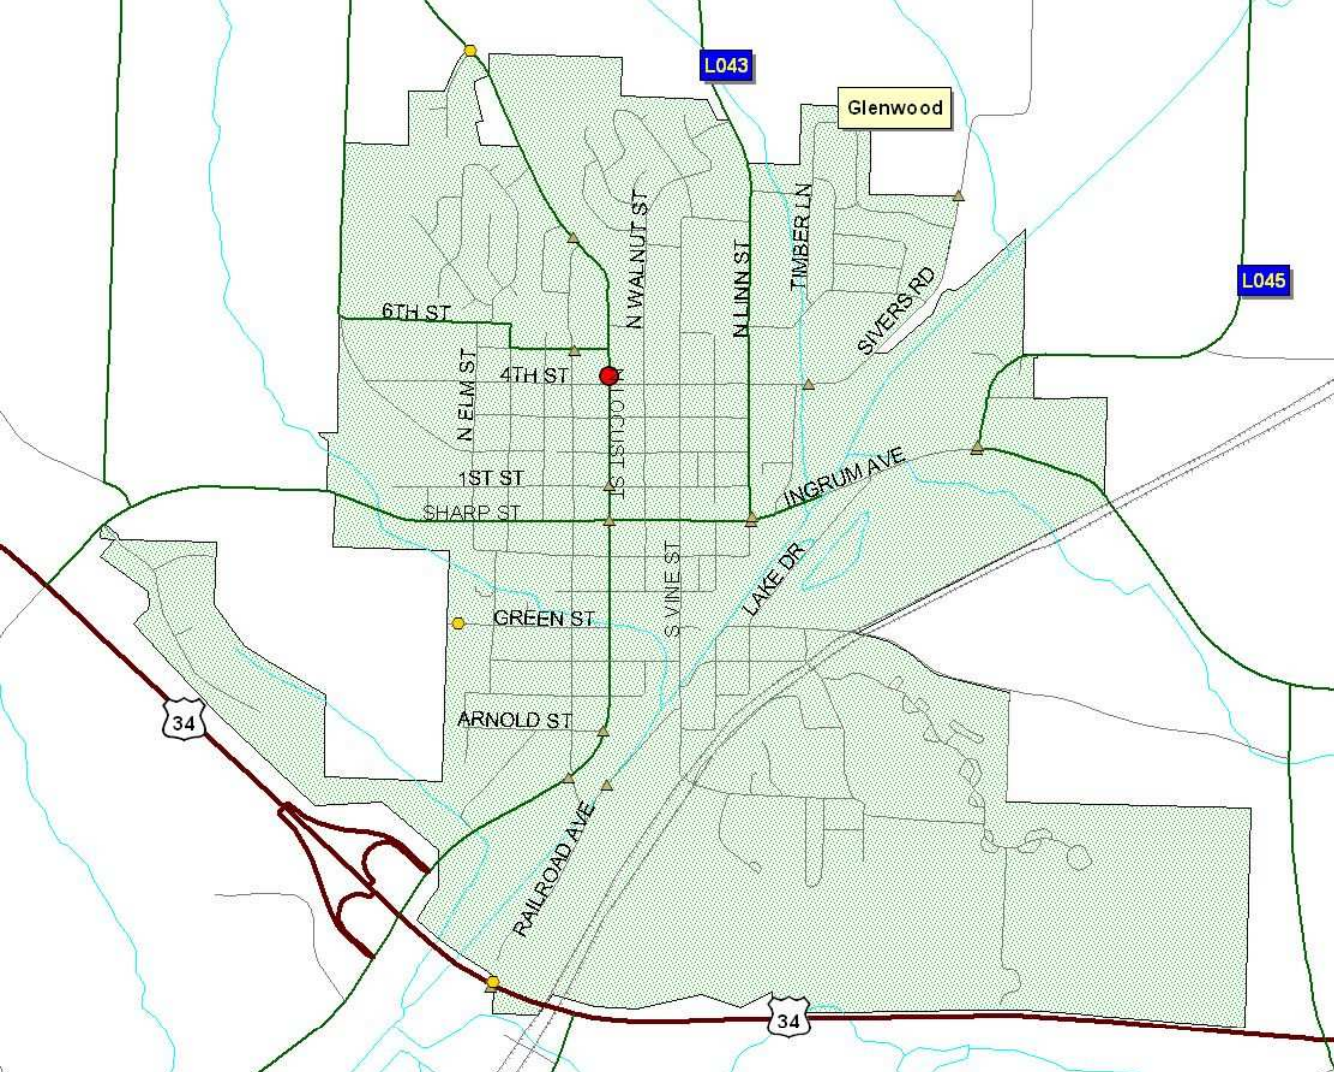 L043
Glenwood
N WALNUT ST
TIMBER LN
N LINN ST
L045
SIVERS RD
6TH ST
4TH ST
N ELM ST
N LOCUST ST
1ST ST
INGRUM AVE
SHARP ST
S VINE ST
LAKE DR
GREEN ST
34
ARNOLD ST
RAILROAD AVE
34